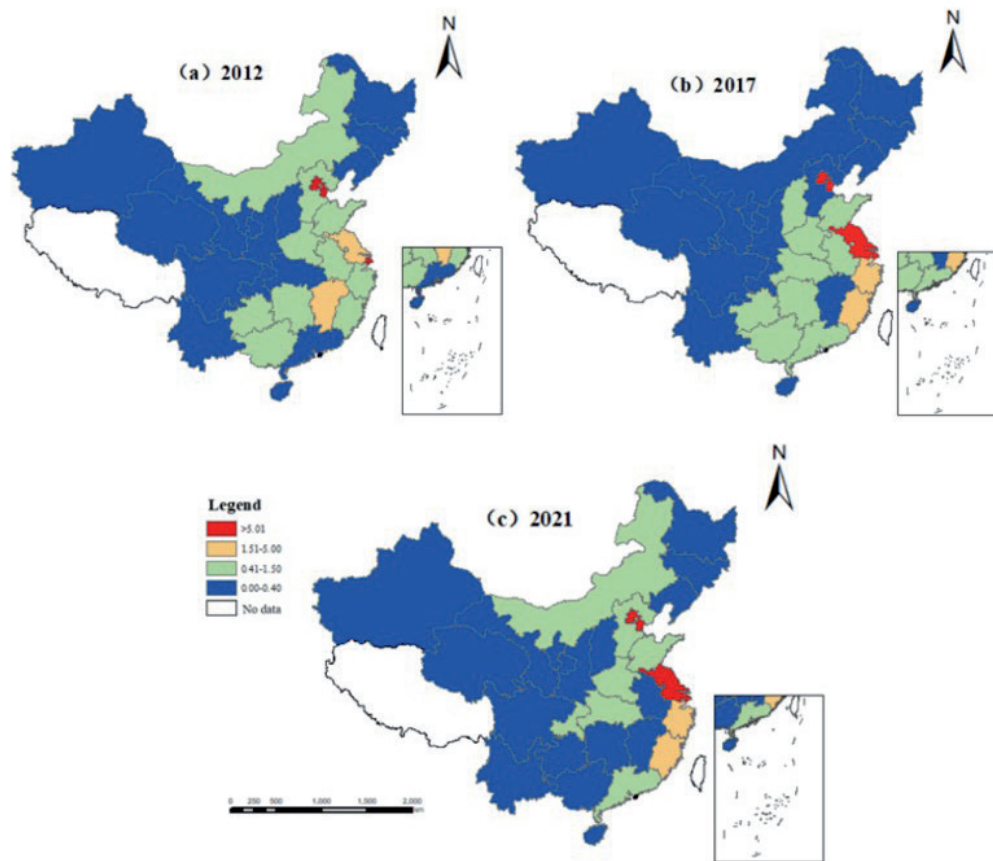 N
N
（a）2012
（b）2017
N
Legend
（c）2021
>5.01
1.51-5.00
0.41-1.50
0.00-0.40
No data
0 250 500 1,000 1,500 2,000